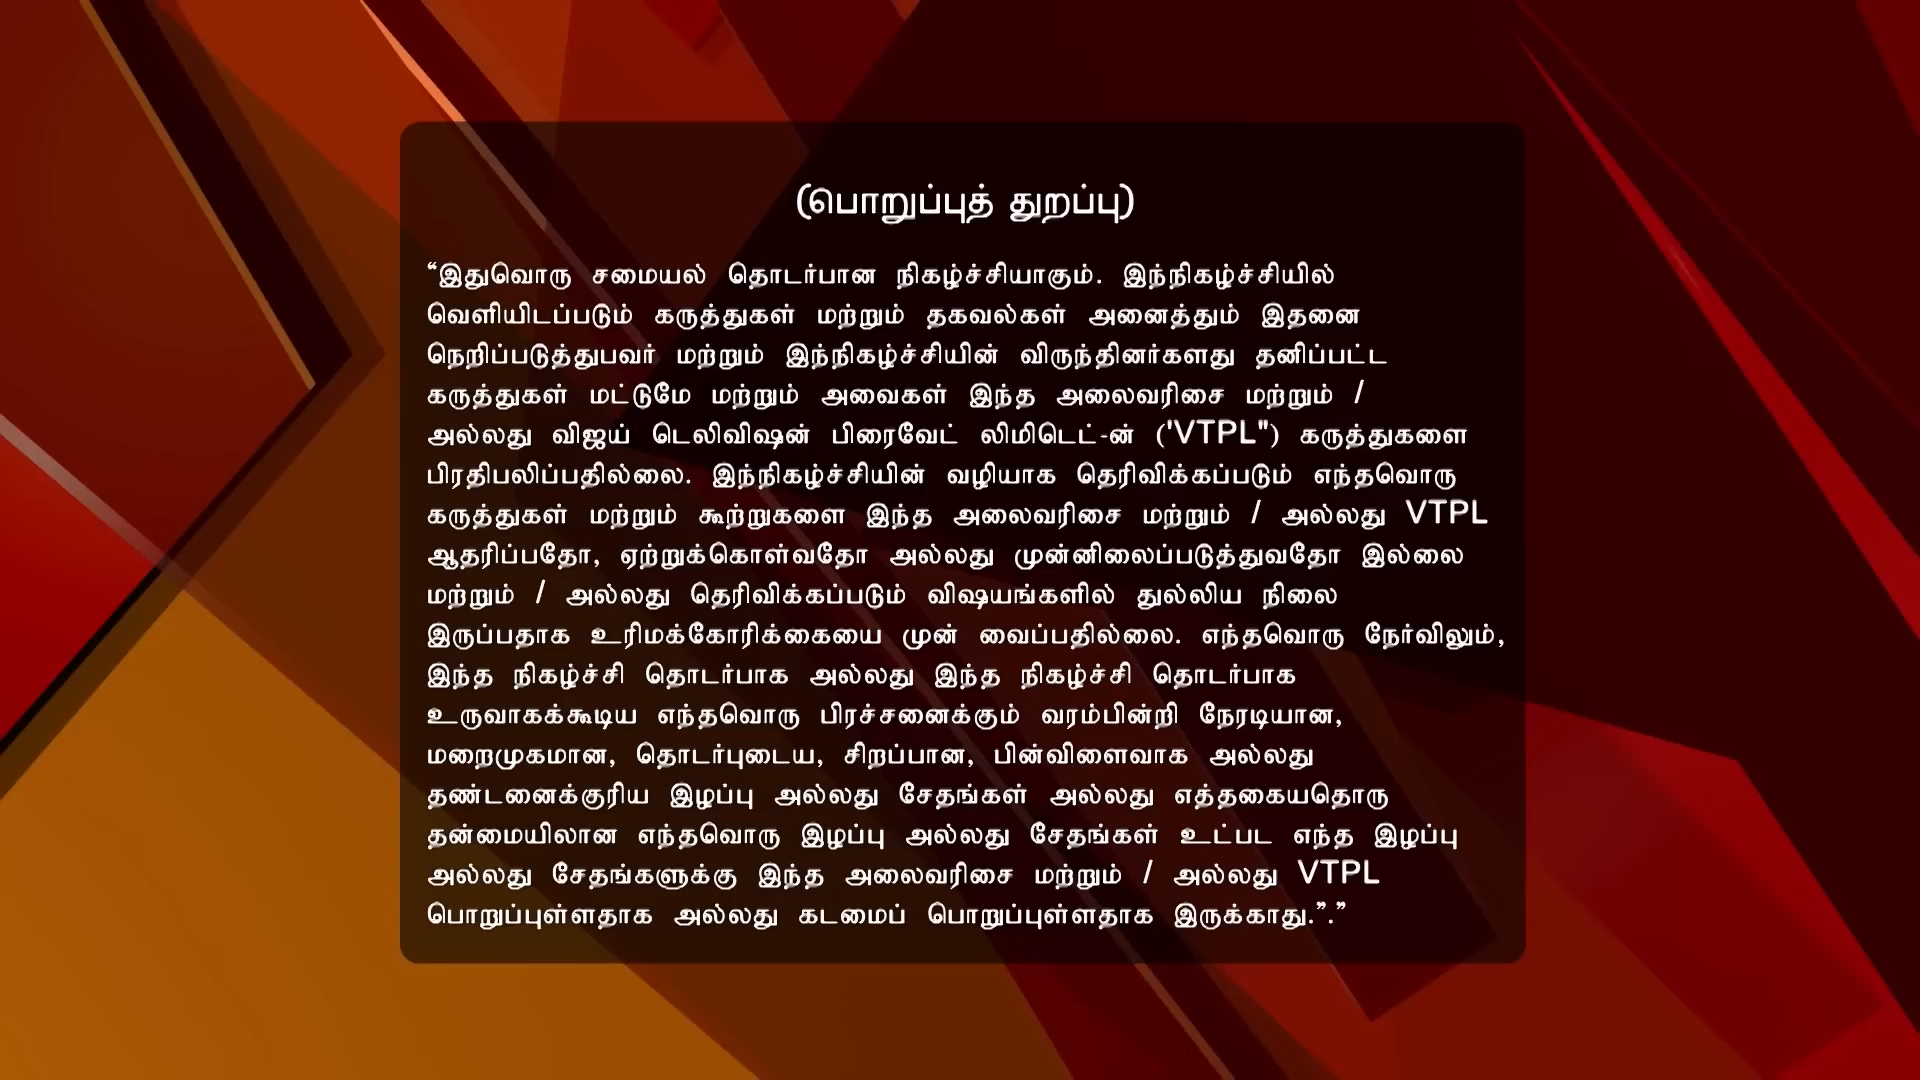 (பொறுப்புத் துறப்பு)
“இதுவொரு சமையல் தொடர்பான நிகழ்ச்சியாகும். இந்நிகழ்ச்சியில்
வெளியிடப்படும் கருத்துகள் மற்றும் தகவல்கள் அனைத்தும் இதனை
நெறிப்படுத்துபவர் மற்றும் இந்நிகழ்ச்சியின் விருந்தினர்களது தனிப்பட்ட
கருத்துகள் மட்டுமே மற்றும் அவைகள் இந்த அலைவரிசை மற்றும் /
அல்லது விஜய் டெலிவிஷன் பிரைவேட் லிமிடெட்-ன் ('VTPL") கருத்துகளை
பிரதிபலிப்பதில்லை. இந்நிகழ்ச்சியின் வழியாக தெரிவிக்கப்படும் எந்தவொரு
கருத்துகள் மற்றும் கூற்றுகளை இந்த அலைவரிசை மற்றும் / அல்லது VTPL
ஆதரிப்பதோ, ஏற்றுக்கொள்வதோ அல்லது முன்னிலைப்படுத்துவதோ இல்லை
மற்றும் / அல்லது தெரிவிக்கப்படும் விஷயங்களில் துல்லிய நிலை
இருப்பதாக உரிமக்கோரிக்கையை முன் வைப்பதில்லை. எந்தவொரு நேர்விலும்,
இந்த நிகழ்ச்சி தொடர்பாக அல்லது இந்த நிகழ்ச்சி தொடர்பாக
உருவாகக்கூடிய எந்தவொரு பிரச்சனைக்கும் வரம்பின்றி நேரடியான,
மறைமுகமான, தொடர்புடைய, சிறப்பான, பின்விளைவாக அல்லது
தண்டனைக்குரிய இழப்பு அல்லது சேதங்கள் அல்லது எத்தகையதொரு
தன்மையிலான எந்தவொரு இழப்பு அல்லது சேதங்கள் உட்பட எந்த இழப்பு
அல்லது சேதங்களுக்கு இந்த அலைவரிசை மற்றும் / அல்லது VTPL
பொறுப்புள்ளதாக அல்லது கடமைப் பொறுப்புள்ளதாக இருக்காது.”.”